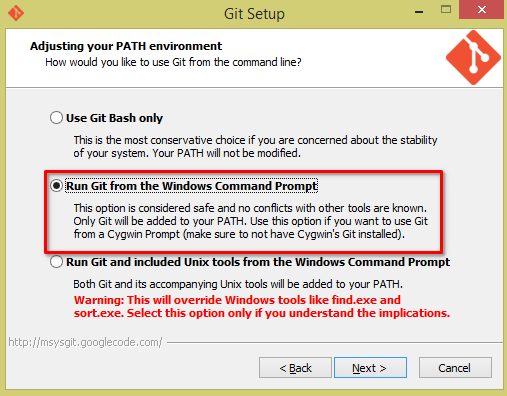 Git Setup
Adjusting your PATH environment
How would you like to use Git from the command line?
Use Git Bash only
This is the most conservative choice if you are concerned about the stability
of your system. Your PATH will not be modified.
Run Git from the Windows Command Prompt
This option is considered safe and no conflicts with other tools are known.
Only Git will be added to your PATH. Use this option if you want to use Git
from a Cygwin Prompt (make sure to not have Cygwin's Git installed).
Run Git and included Unix tools from the Windows Command Prompt
Both Git and its accompanying Unix tools will be added to your PATH.
Warning: This will override Windows tools like find.exe and
sort.exe. Select this option only if you understand the implications.
http://msysgit.googlecode.com/
< Back
Next >
Cancel